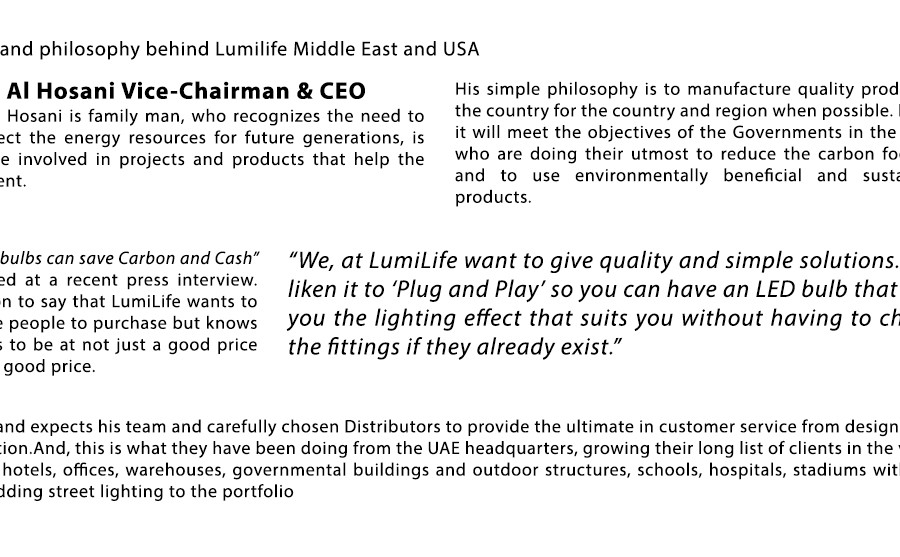 and philosophy behind Lumilife Middle East and USA
Al Hosani Vice-Chairman & CEO
Hosani is family man, who recognizes the need to
ect the energy resources for future generations, is
e involved in projects and products that help the
ent.
His simple philosophy is to manufacture quality prod
the country for the country and region when possible.
it will meet the objectives of the Governments in the
who are doing their utmost to reduce the carbon fo
and to use environmentally beneficial and susta
products.
bulbs can save Carbon and Cash”
ed at a recent press interview.
on to say that LumiLife wants to
e people to purchase but knows
s to be at not just a good price
good price.
“We, at LumiLife want to give quality and simple solutions.
liken it to ‘Plug and Play’ so you can have an LED bulb that
you the lighting effect that suits you without having to ch
the fittings if they already exist.”
and expects his team and carefully chosen Distributors to provide the ultimate in customer service from design
tion.And, this is what they have been doing from the UAE headquarters, growing their long list of clients in the
hotels, offices, warehouses, governmental buildings and outdoor structures, schools, hospitals, stadiums wit
dding street lighting to the portfolio